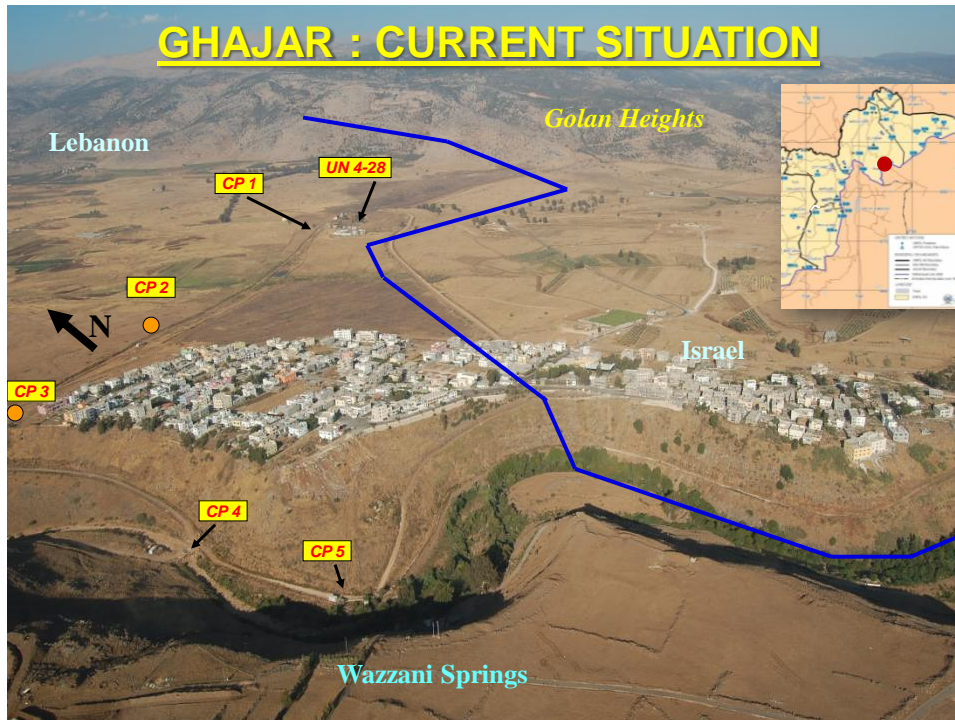 GHAJAR : CURRENT SITUATION
Golan Heights
Lebanon
UN 4-28
CP 1
CP 2
N
Israel
CP 3
CP 4
CP 5
Wazzani Springs